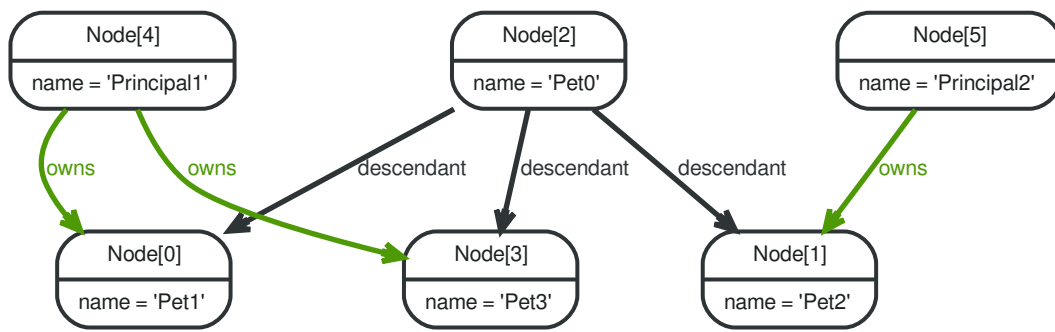 Node[4]
name = 'Principal1'
Node[2]
name = 'Pet0'
Node[5]
name = 'Principal2'
owns
owns
descendant
descendant
descendant
owns
Node[0]
name = 'Pet1'
Node[3]
name = 'Pet3'
Node[1]
name = 'Pet2'